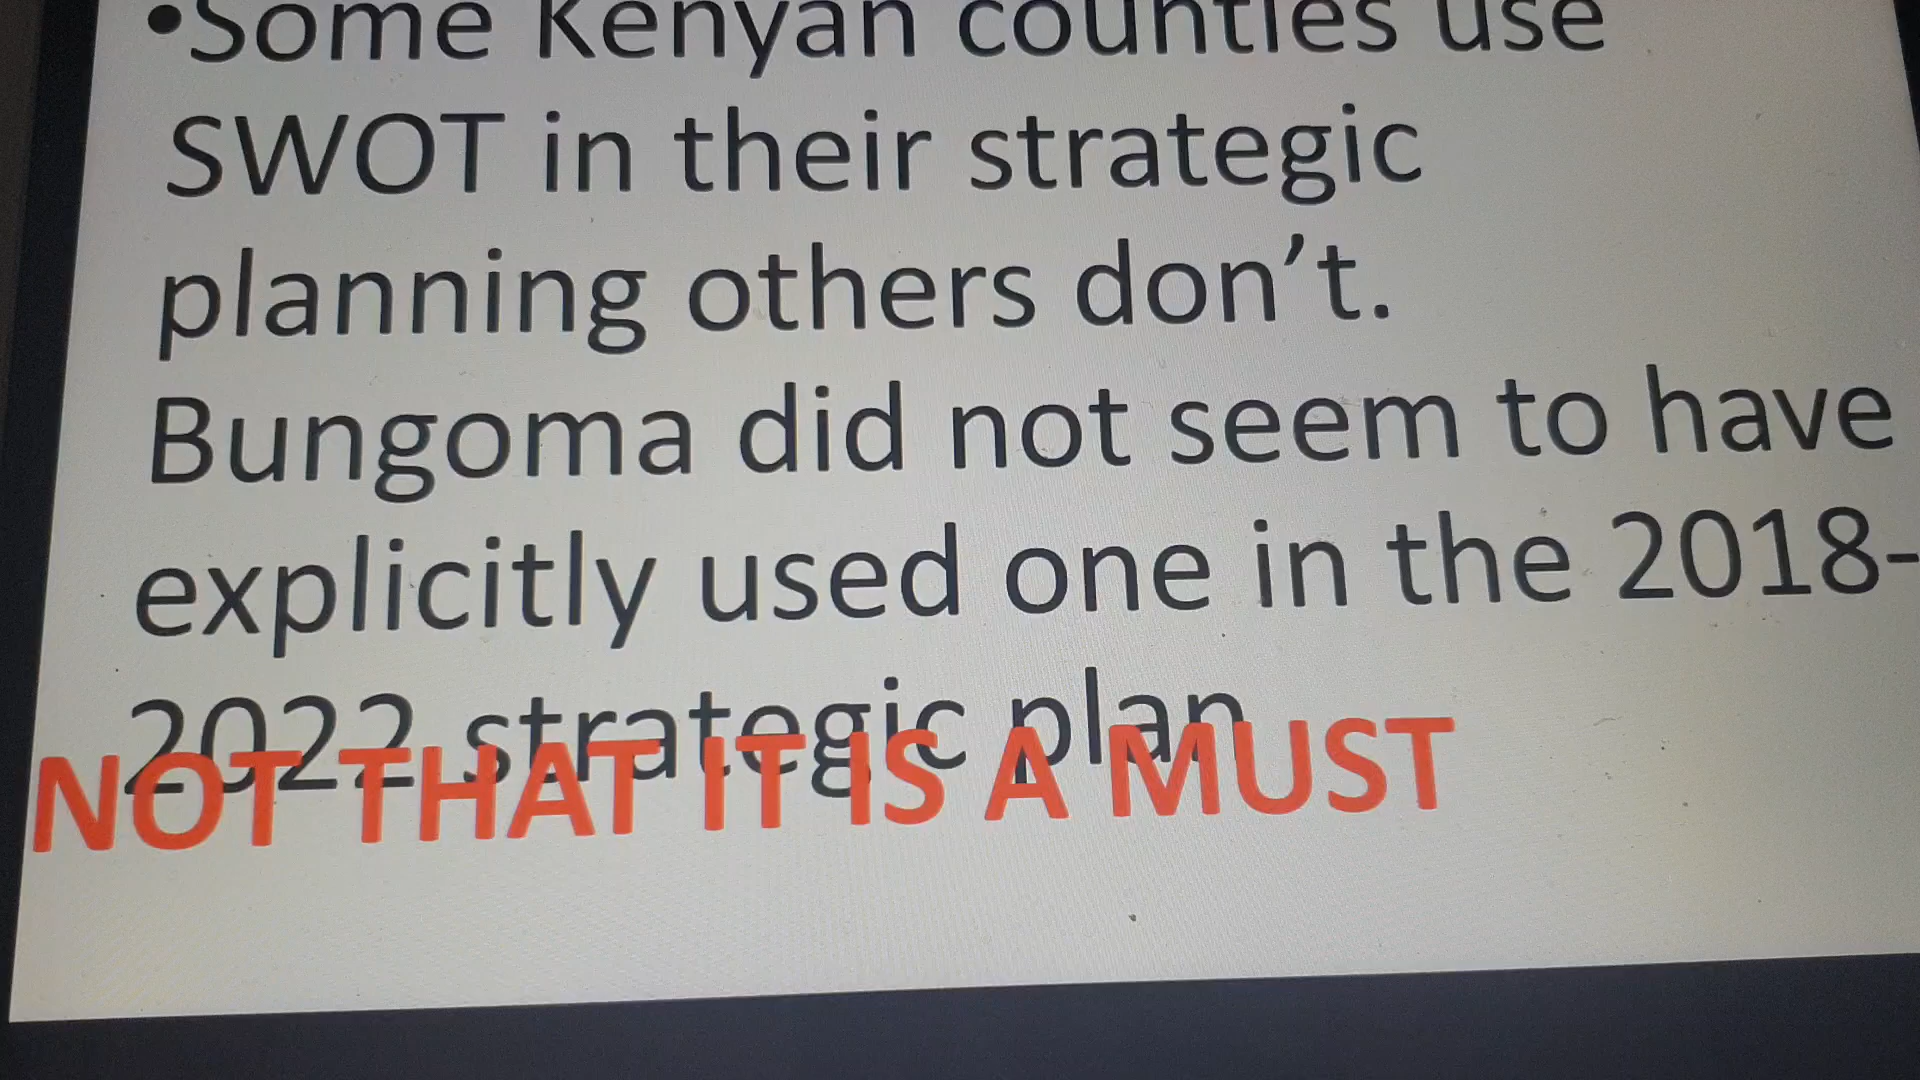 •Some Kenyan counties use
SWOT in their strategic
planning others don’t.
Bungoma did not seem to have
explicitly used one in the 2018-
2022 strategic plan
NOT THAT IT IS A MUST